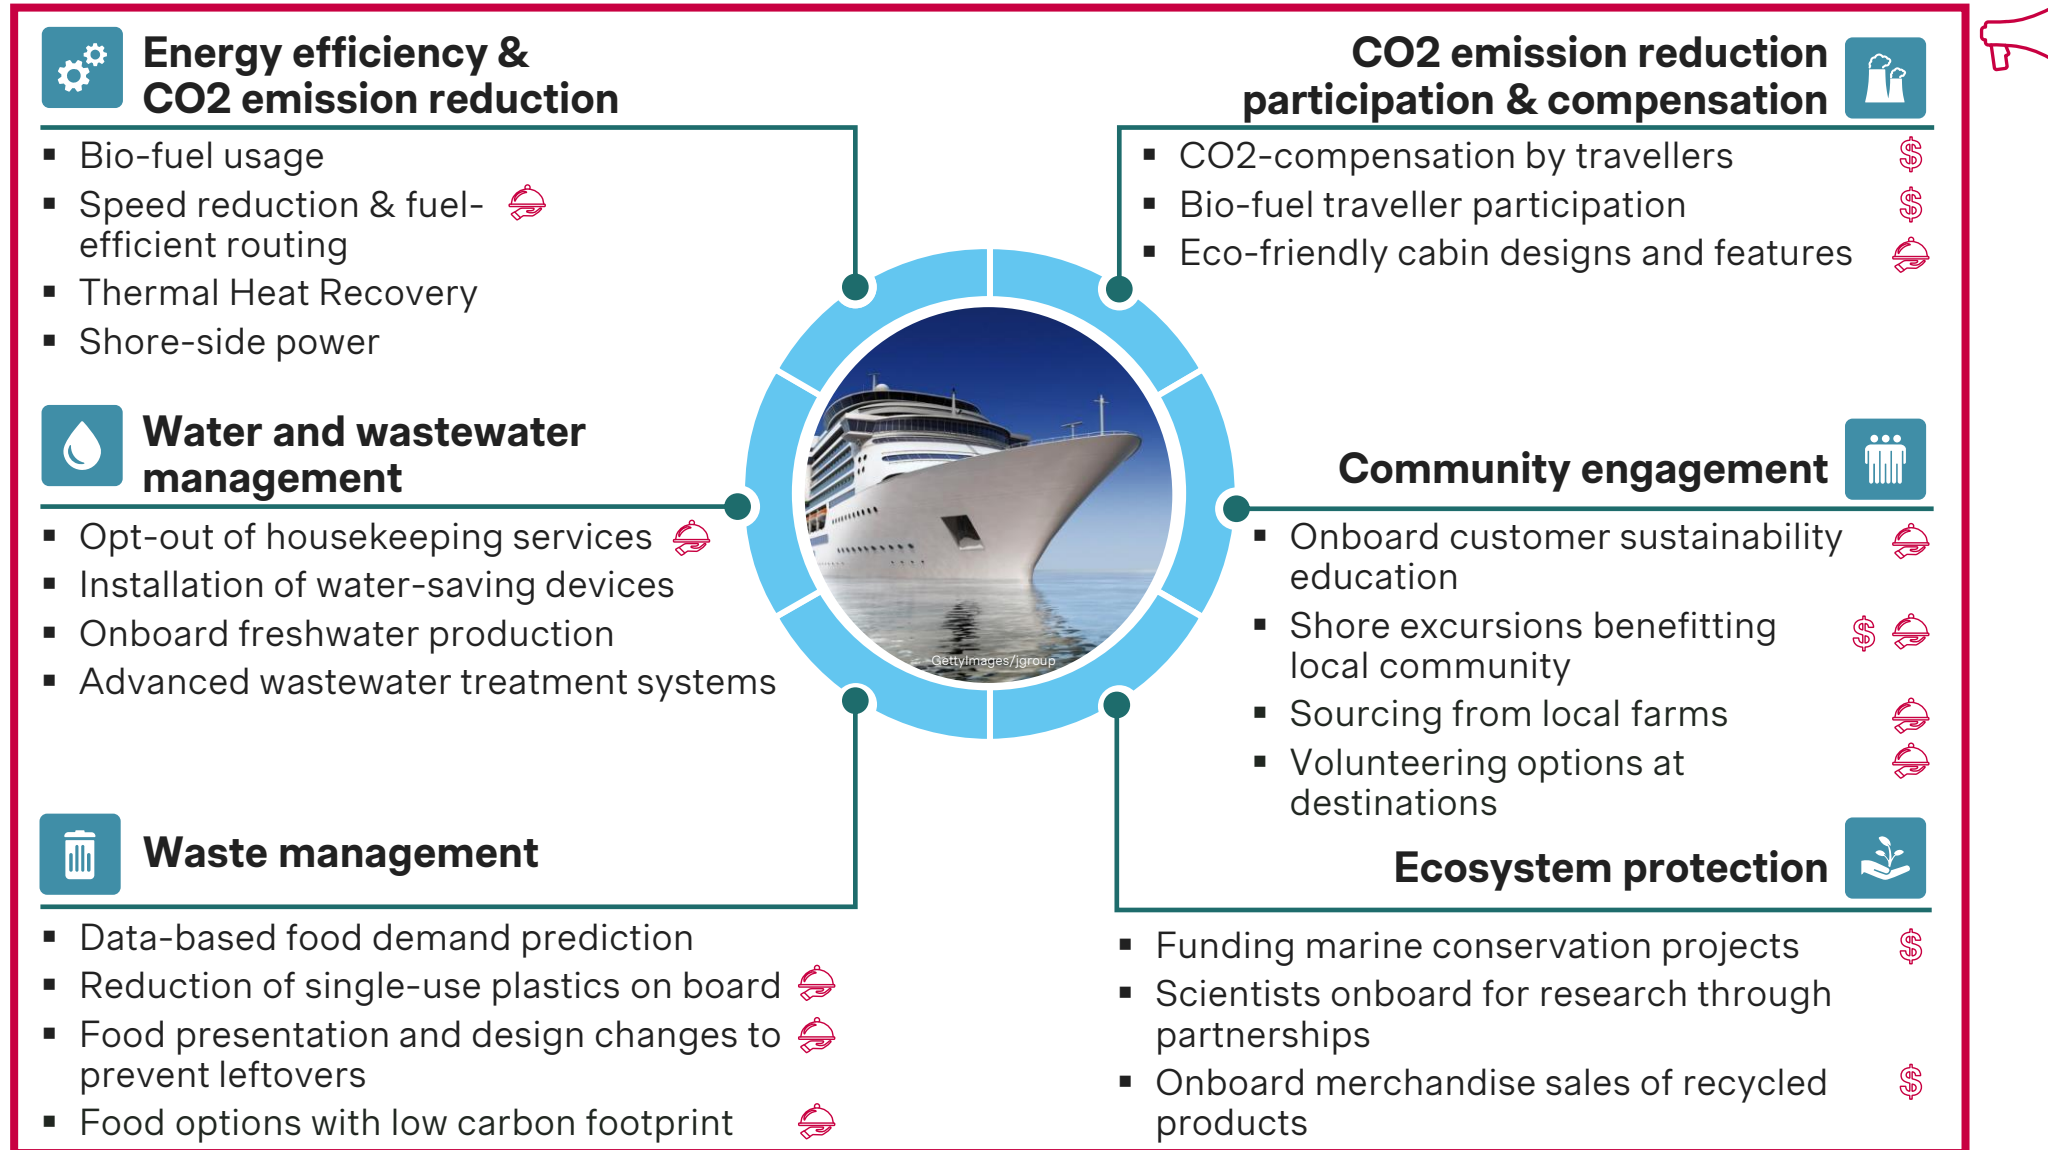 Energy efficiency &
CO2 emission reduction
▪ Bio-fuel usage
▪ Speed reduction & fuel-
efficient routing
▪ Thermal Heat Recovery
▪ Shore-side power
Water and wastewater
management
▪ Opt-out of housekeeping services
▪ Installation of water-saving devices
▪ Onboard freshwater production
▪ Advanced wastewater treatment systems
Waste management
▪ Data-based food demand prediction
▪ Reduction of single-use plastics on board
▪ Food presentation and design changes to
prevent leftovers
▪ Food options with low carbon footprint
GettyImages/jgroup
CO2 emission reduction
participation & compensation
▪ CO2-compensation by travellers $
▪ Bio-fuel traveller participation $
▪ Eco-friendly cabin designs and features
Community engagement
▪ Onboard customer sustainability
education
▪ Shore excursions benefitting $
local community
▪ Sourcing from local farms
▪ Volunteering options at
destinations
Ecosystem protection
▪ Funding marine conservation projects $
▪ Scientists onboard for research through
partnerships
▪ Onboard merchandise sales of recycled $
products